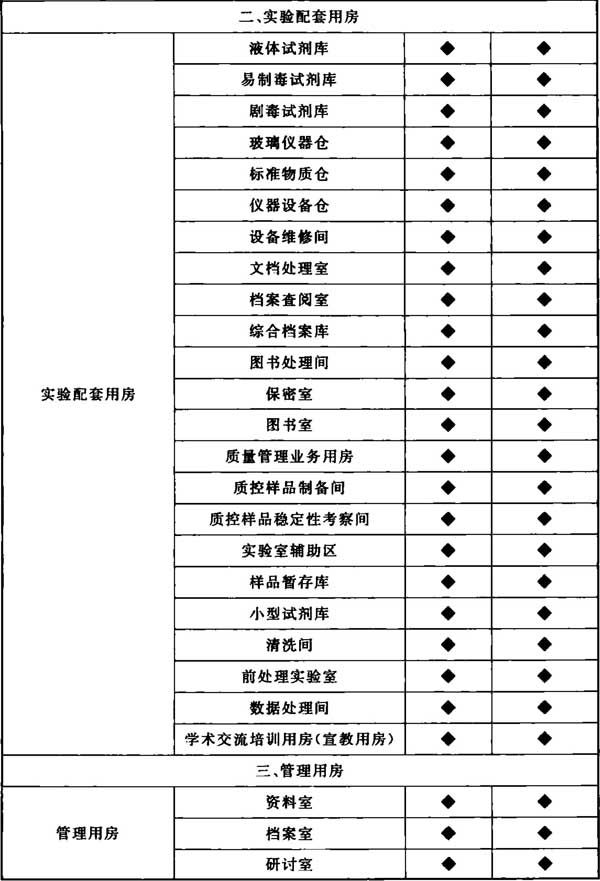 二、实验配套用房
液体试剂库 ◆ ◆
易制毒试剂库 ◆ ◆
剧毒试剂库 ◆ ◆
玻璃仪器仓 ◆ ◆
标准物质仓 ◆ ◆
仪器设备仓 ◆ ◆
设备维修间 ◆ ◆
文档处理室 ◆ ◆
档案查阅室 ◆ ◆
综合档案库 ◆ ◆
图书处理间 ◆ ◆
实验配套用房 保密室 ◆ ◆
图书室 ◆ ◆
质量管理业务用房 ◆ ◆
质控样品制备间 ◆ ◆
质控样品稳定性考察间 ◆ ◆
实验室辅助区 ◆ ◆
样品暂存库 ◆ ◆
小型试剂库 ◆ ◆
清洗间 ◆ ◆
前处理实验室 ◆ ◆
数据处理间 ◆ ◆
学术交流培训用房(宣教用房) ◆ ◆
三、管理用房
资料室 ◆ ◆
管理用房 档案室 ◆ ◆
研讨室 ◆ ◆